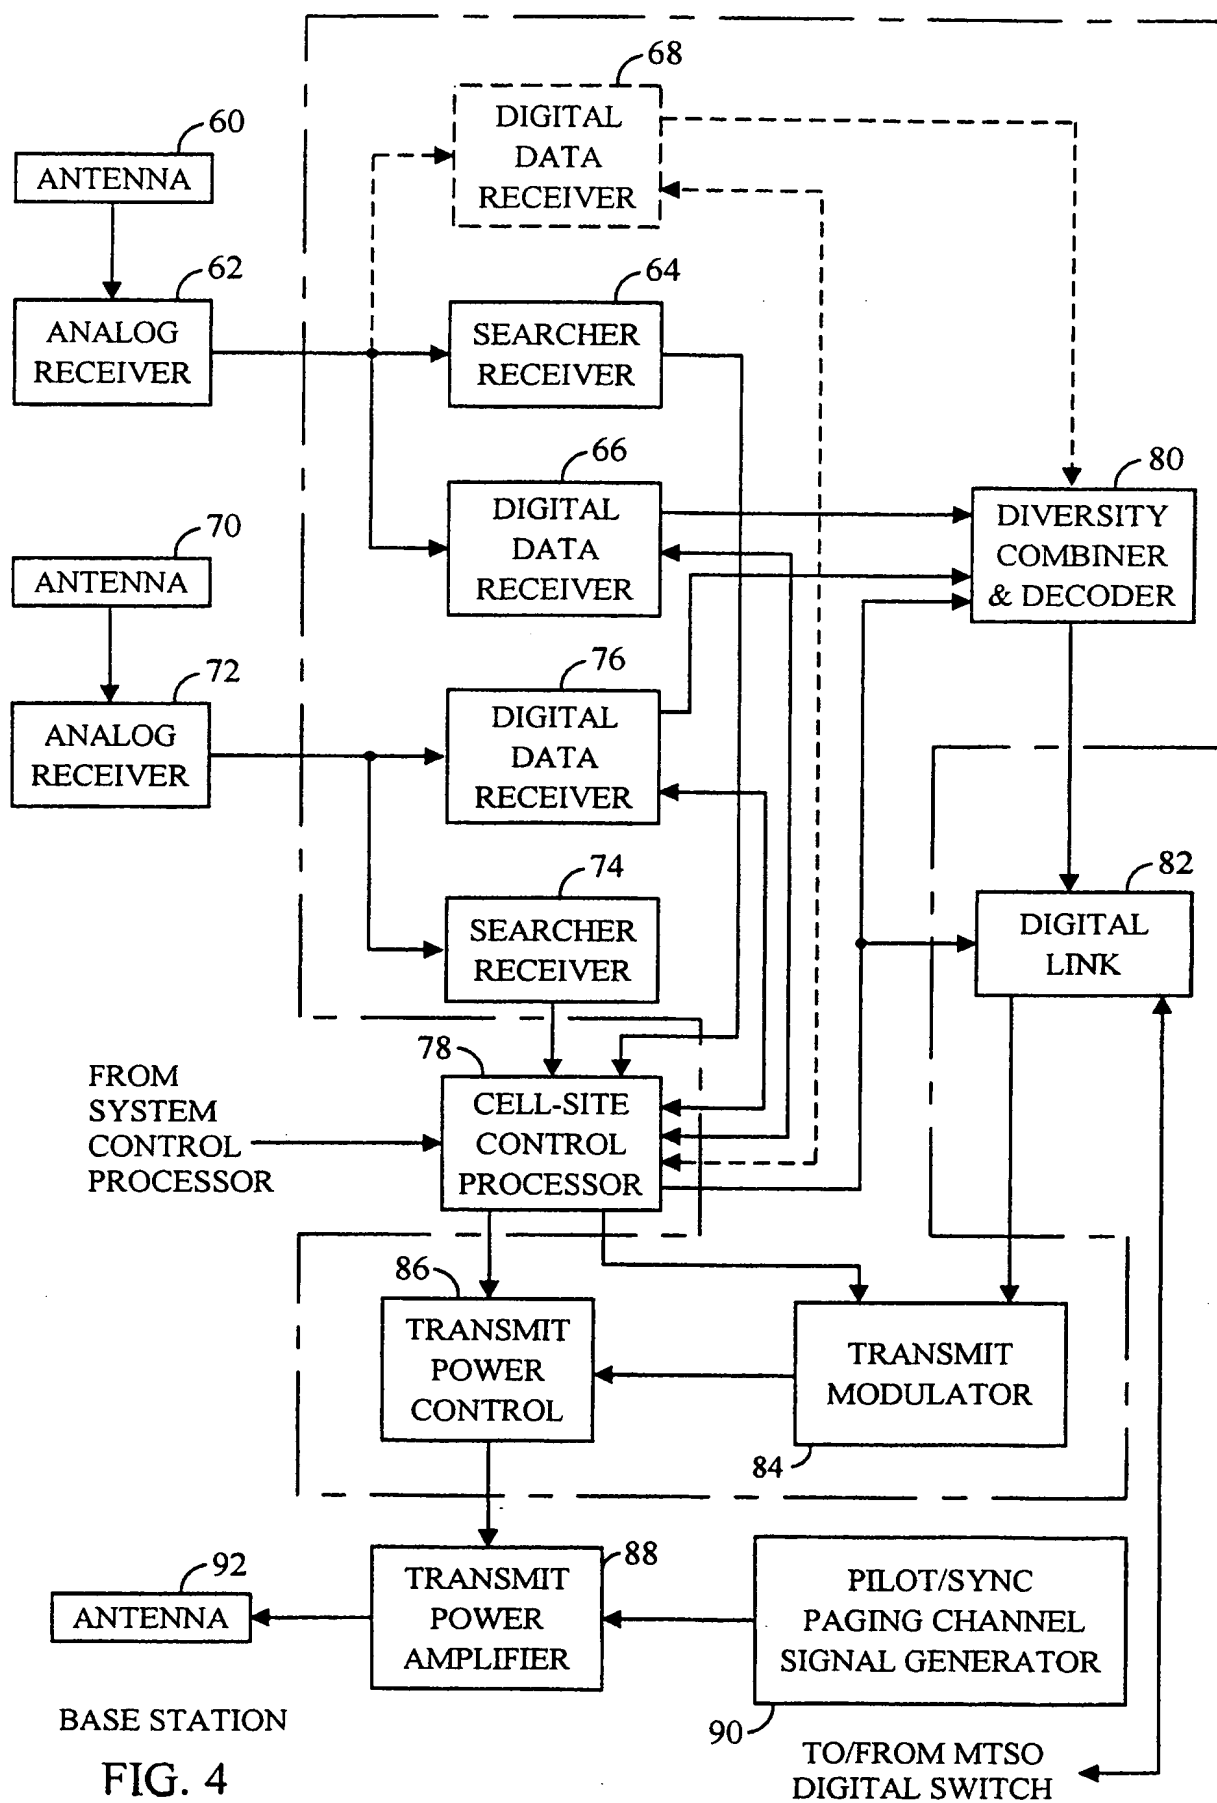 68
DIGITAL
DATA
RECEIVER
60
ANTENNA
62
ANALOG
RECEIVER
64
SEARCHER
RECEIVER
66
DIGITAL
DATA
RECEIVER
80
DIVERSITY
COMBINER
& DECODER
70
ANTENNA
72
ANALOG
RECEIVER
76
DIGITAL
DATA
RECEIVER
74
SEARCHER
RECEIVER
82
DIGITAL
LINK
78
CELL-SITE
CONTROL
PROCESSOR
FROM
SYSTEM
CONTROL
PROCESSOR
86
TRANSMIT
POWER
CONTROL
TRANSMIT
MODULATOR
84
92
ANTENNA
88
TRANSMIT
POWER
AMPLIFIER
PILOT/SYNC
PAGING CHANNEL
SIGNAL GENERATOR
90
BASE STATION
FIG. 4
TO/FROM MTSO
DIGITAL SWITCH